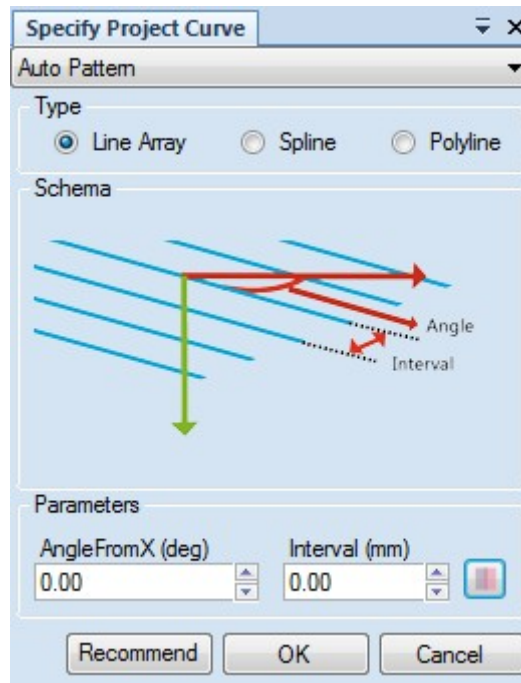 Specify Project Curve
Auto Pattern
Type
Line Array Spline Polyline
Schema
Angle
Interval
Parameters
AngleFromX (deg) Interval (mm)
0.00 0.00
Recommend OK Cancel